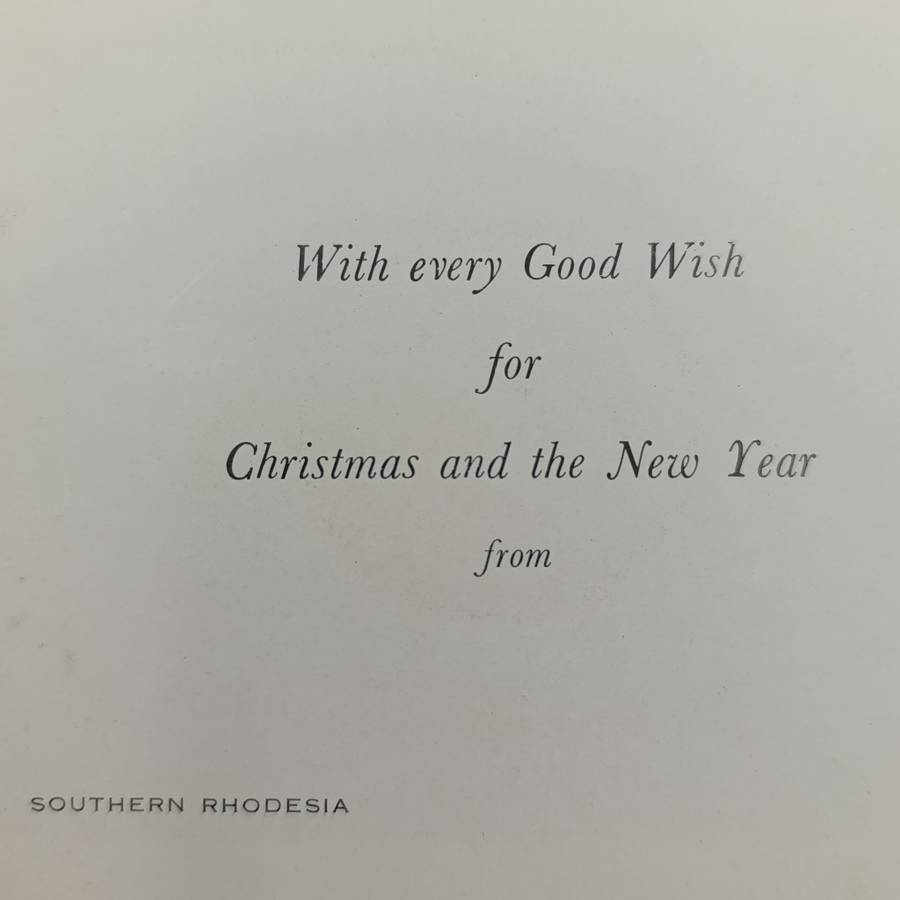 With every Good Wish
for
Christmas and the New Year
from
SOUTHERN RHODESIA